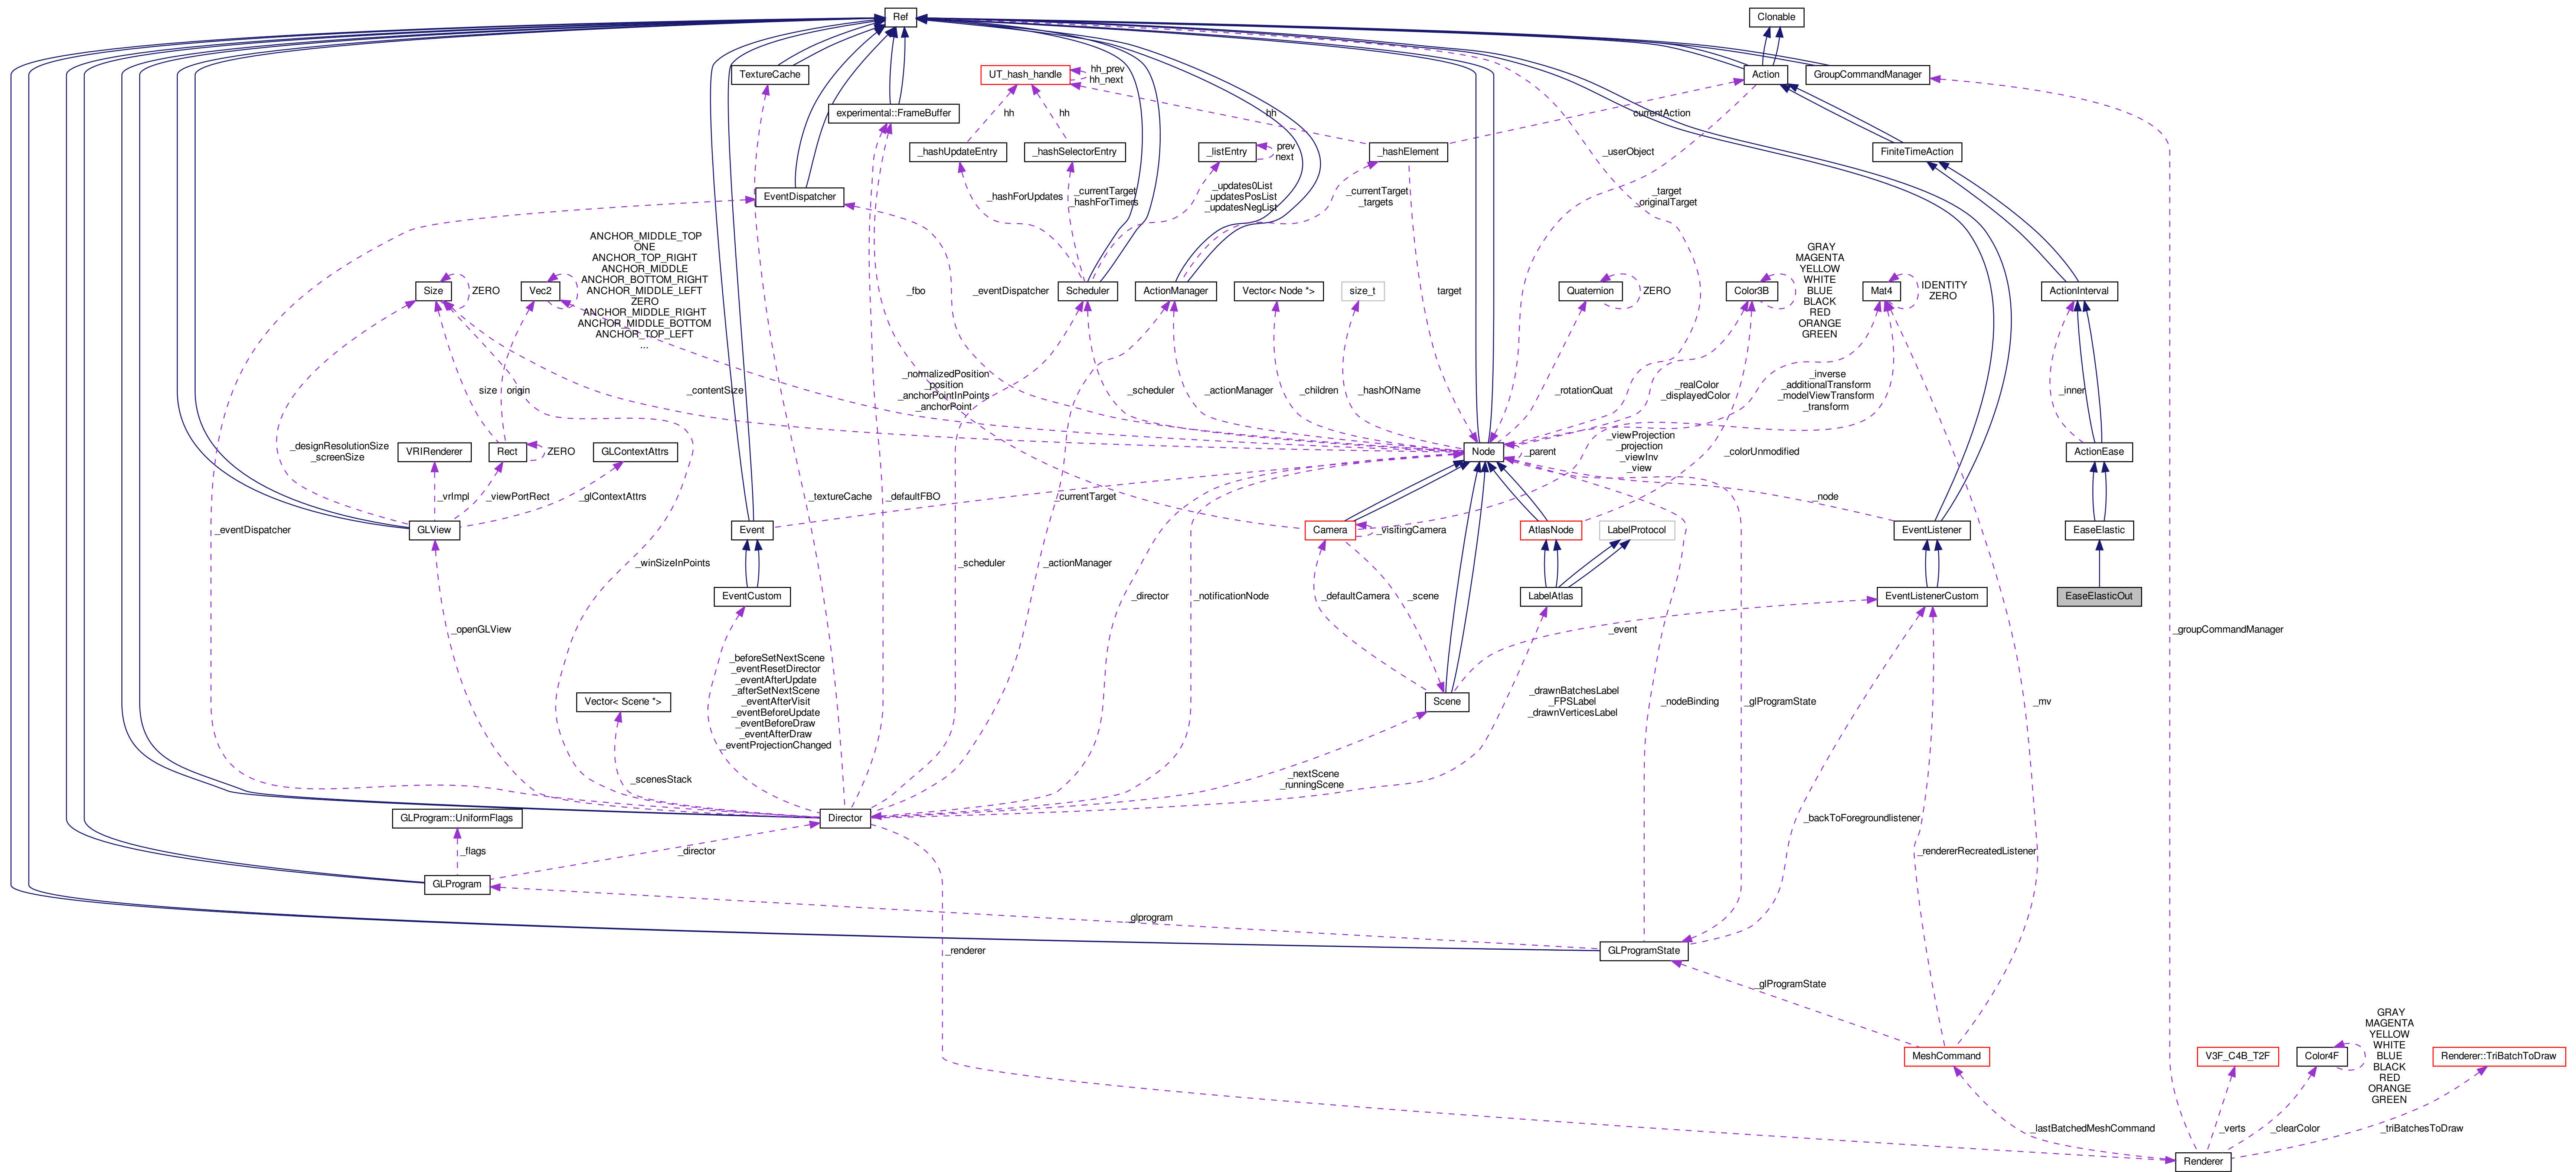 Ref
Clonable
TextureCache
UT_hash_handle
hh_prev
hh_next
Action
GroupCommandManager
experimental::FrameBuffer
hh
hh
hh
currentAction
_hashUpdateEntry
_hashSelectorEntry
_listEntry
prev
next
_hashElement
_userObject
FiniteTimeAction
EventDispatcher
_hashForUpdates
_currentTarget
_hashForTimers
_updates0List
_updatesPosList
_updatesNegList
_currentTarget
_targets
_target
_originalTarget
ANCHOR_MIDDLE_TOP
ONE
ANCHOR_TOP_RIGHT
ANCHOR_MIDDLE
ANCHOR_BOTTOM_RIGHT
ANCHOR_MIDDLE_LEFT
ZERO
ANCHOR_MIDDLE_RIGHT
ANCHOR_MIDDLE_BOTTOM
ANCHOR_TOP_LEFT
...
GRAY
MAGENTA
YELLOW
WHITE
BLUE
BLACK
RED
ORANGE
GREEN
Size
ZERO
Vec2
_fbo
_eventDispatcher
Scheduler
ActionManager
Vector< Node *>
size_t
target
Quaternion
ZERO
Color3B
Mat4
IDENTITY
ZERO
ActionInterval
_contentSize
size
origin
_normalizedPosition
_position
_anchorPointInPoints
_anchorPoint
_scheduler
_actionManager
_children
_hashOfName
_rotationQuat
_realColor
_displayedColor
_inverse
_additionalTransform
_modelViewTransform
_transform
_inner
_designResolutionSize
_screenSize
VRIRenderer
Rect
ZERO
GLContextAttrs
Node
_parent
_viewProjection
_projection
_viewInv
_view
_colorUnmodified
ActionEase
_vrImpl
_viewPortRect
_glContextAttrs
_textureCache
_defaultFBO
_currentTarget
_node
_eventDispatcher
GLView
Event
Camera
_visitingCamera
AtlasNode
LabelProtocol
EventListener
EaseElastic
_winSizeInPoints
_scheduler
_actionManager
EventCustom
_director
_notificationNode
_defaultCamera
_scene
LabelAtlas
EventListenerCustom
EaseElasticOut
_openGLView
_event
_groupCommandManager
_beforeSetNextScene
_eventResetDirector
_eventAfterUpdate
_afterSetNextScene
_eventAfterVisit
_eventBeforeUpdate
_eventBeforeDraw
_eventAfterDraw
_eventProjectionChanged
Vector< Scene *>
Scene
_drawnBatchesLabel
_FPSLabel
_drawnVerticesLabel
_nodeBinding
_glProgramState
_mv
_scenesStack
_nextScene
_runningScene
GLProgram::UniformFlags
Director
_backToForegroundlistener
_flags
_director
_rendererRecreatedListener
GLProgram
_glprogram
_renderer
GLProgramState
_glProgramState
GRAY
MAGENTA
YELLOW
WHITE
BLUE
BLACK
RED
ORANGE
GREEN
MeshCommand
V3F_C4B_T2F
Color4F
Renderer::TriBatchToDraw
_lastBatchedMeshCommand
_verts
_clearColor
_triBatchesToDraw
Renderer